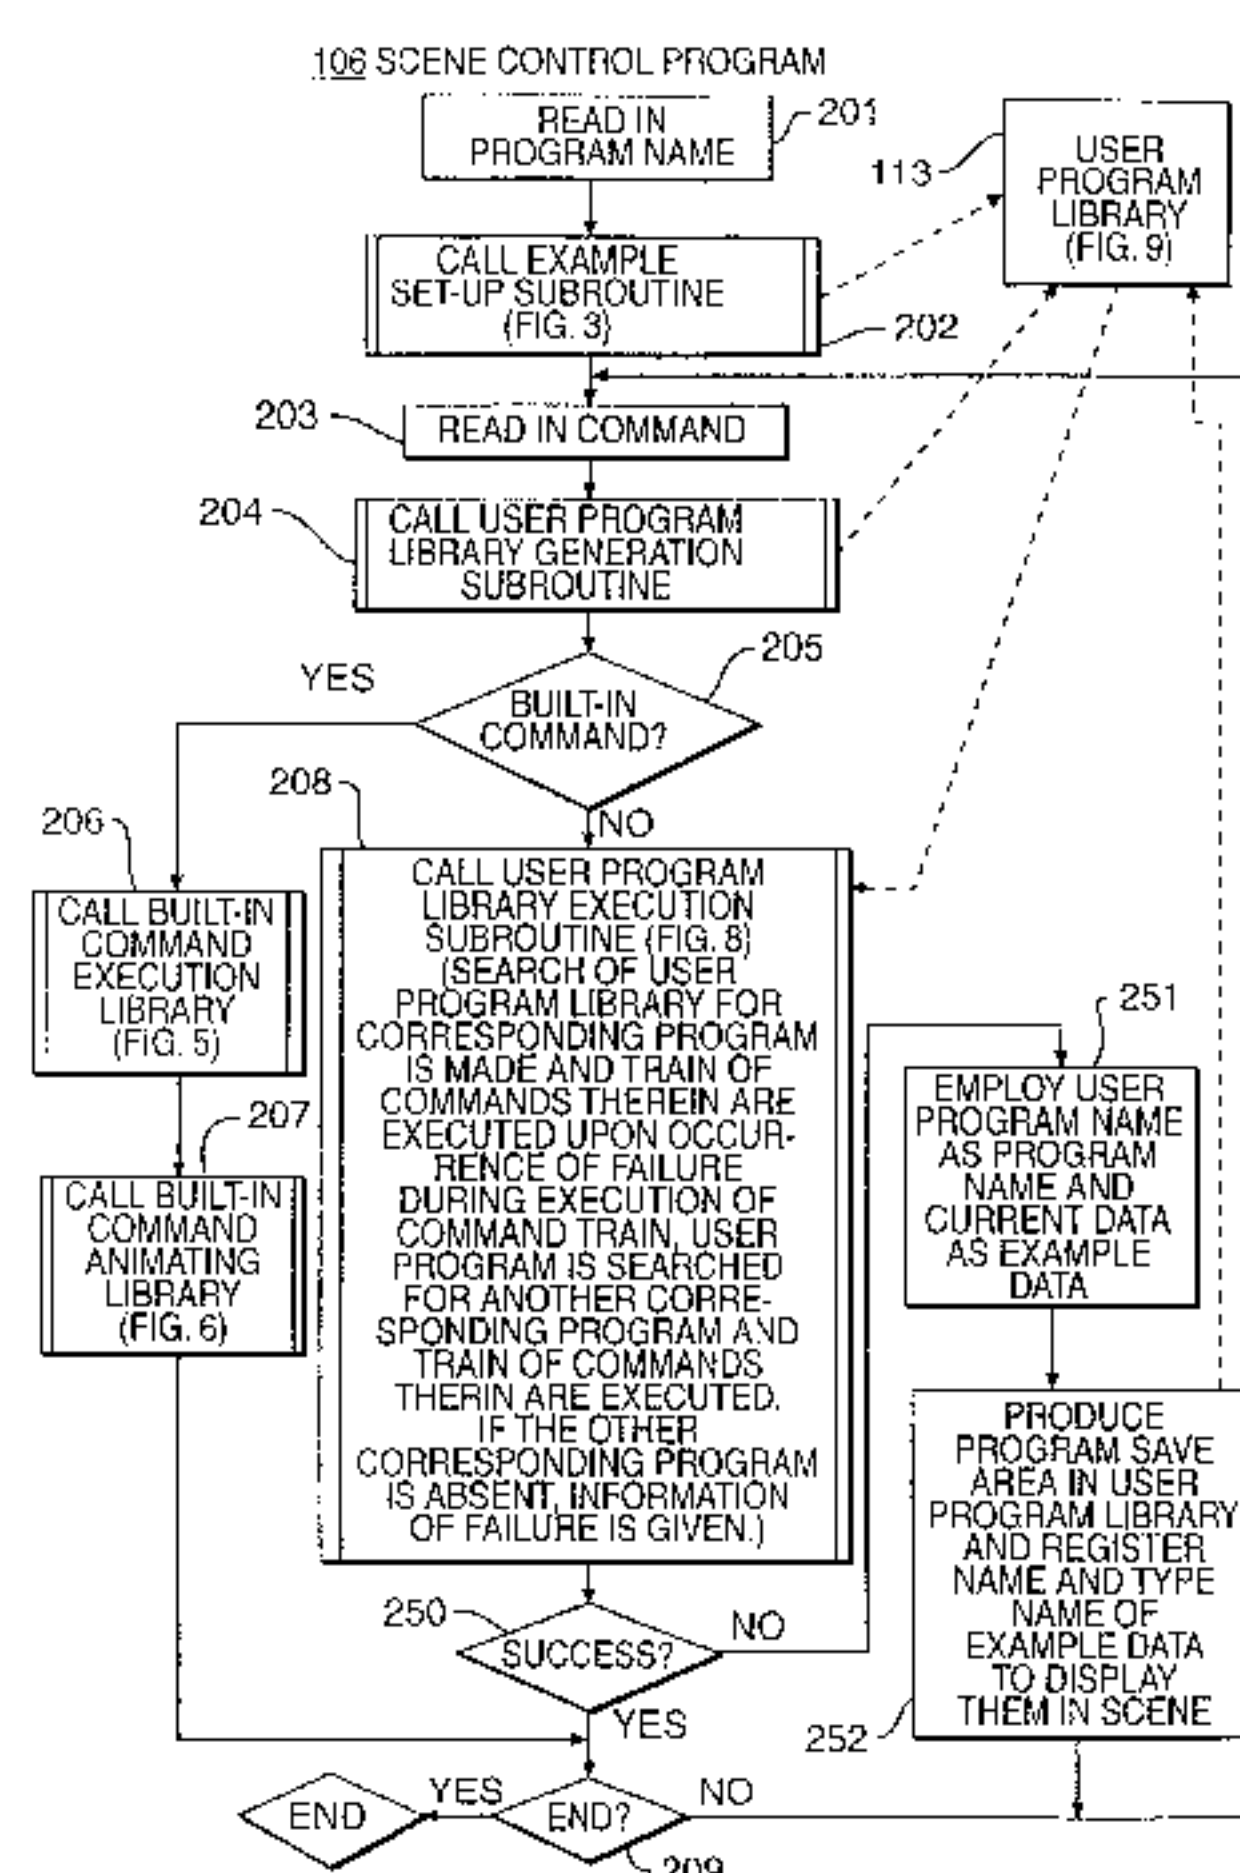 106 SCENE CONTROL PROGRAM
READ IN
PROGRAM NAME
201
113
USER
PROGRAM
LIBRARY
(FIG. 9)
CALL EXAMPLE
SET-UP SUBROUTINE
(FIG. 3)
202
203
READ IN COMMAND
204
CALL USER PROGRAM
LIBRARY GENERATION
SUBROUTINE
205
YES
BUILT-IN
COMMAND?
NO
206
CALL BUILT-IN
COMMAND
EXECUTION
LIBRARY
(FIG. 5)
207
CALL BUILT-IN
COMMAND
ANIMATING
LIBRARY
(FIG. 6)
208
CALL USER PROGRAM
LIBRARY EXECUTION
SUBROUTINE (FIG. 8)
(SEARCH OF USER
PROGRAM LIBRARY FOR
CORRESPONDING PROGRAM
IS MADE AND TRAIN OF
COMMANDS THEREIN ARE
EXECUTED UPON OCCUR-
RENCE OF FAILURE
DURING EXECUTION OF
COMMAND TRAIN, USER
PROGRAM IS SEARCHED
FOR ANOTHER CORRE-
SPONDING PROGRAM AND
TRAIN OF COMMANDS
THERIN ARE EXECUTED.
IF THE OTHER
CORRESPONDING PROGRAM
IS ABSENT, INFORMATION
OF FAILURE IS GIVEN.)
251
EMPLOY USER
PROGRAM NAME
AS PROGRAM
NAME AND
CURRENT DATA
AS EXAMPLE
DATA
252
PRODUCE
PROGRAM SAVE
AREA IN USER
PROGRAM LIBRARY
AND REGISTER
NAME AND TYPE
NAME OF
EXAMPLE DATA
TO DISPLAY
THEM IN SCENE
250
SUCCESS?
NO
YES
END
YES
END?
NO
209